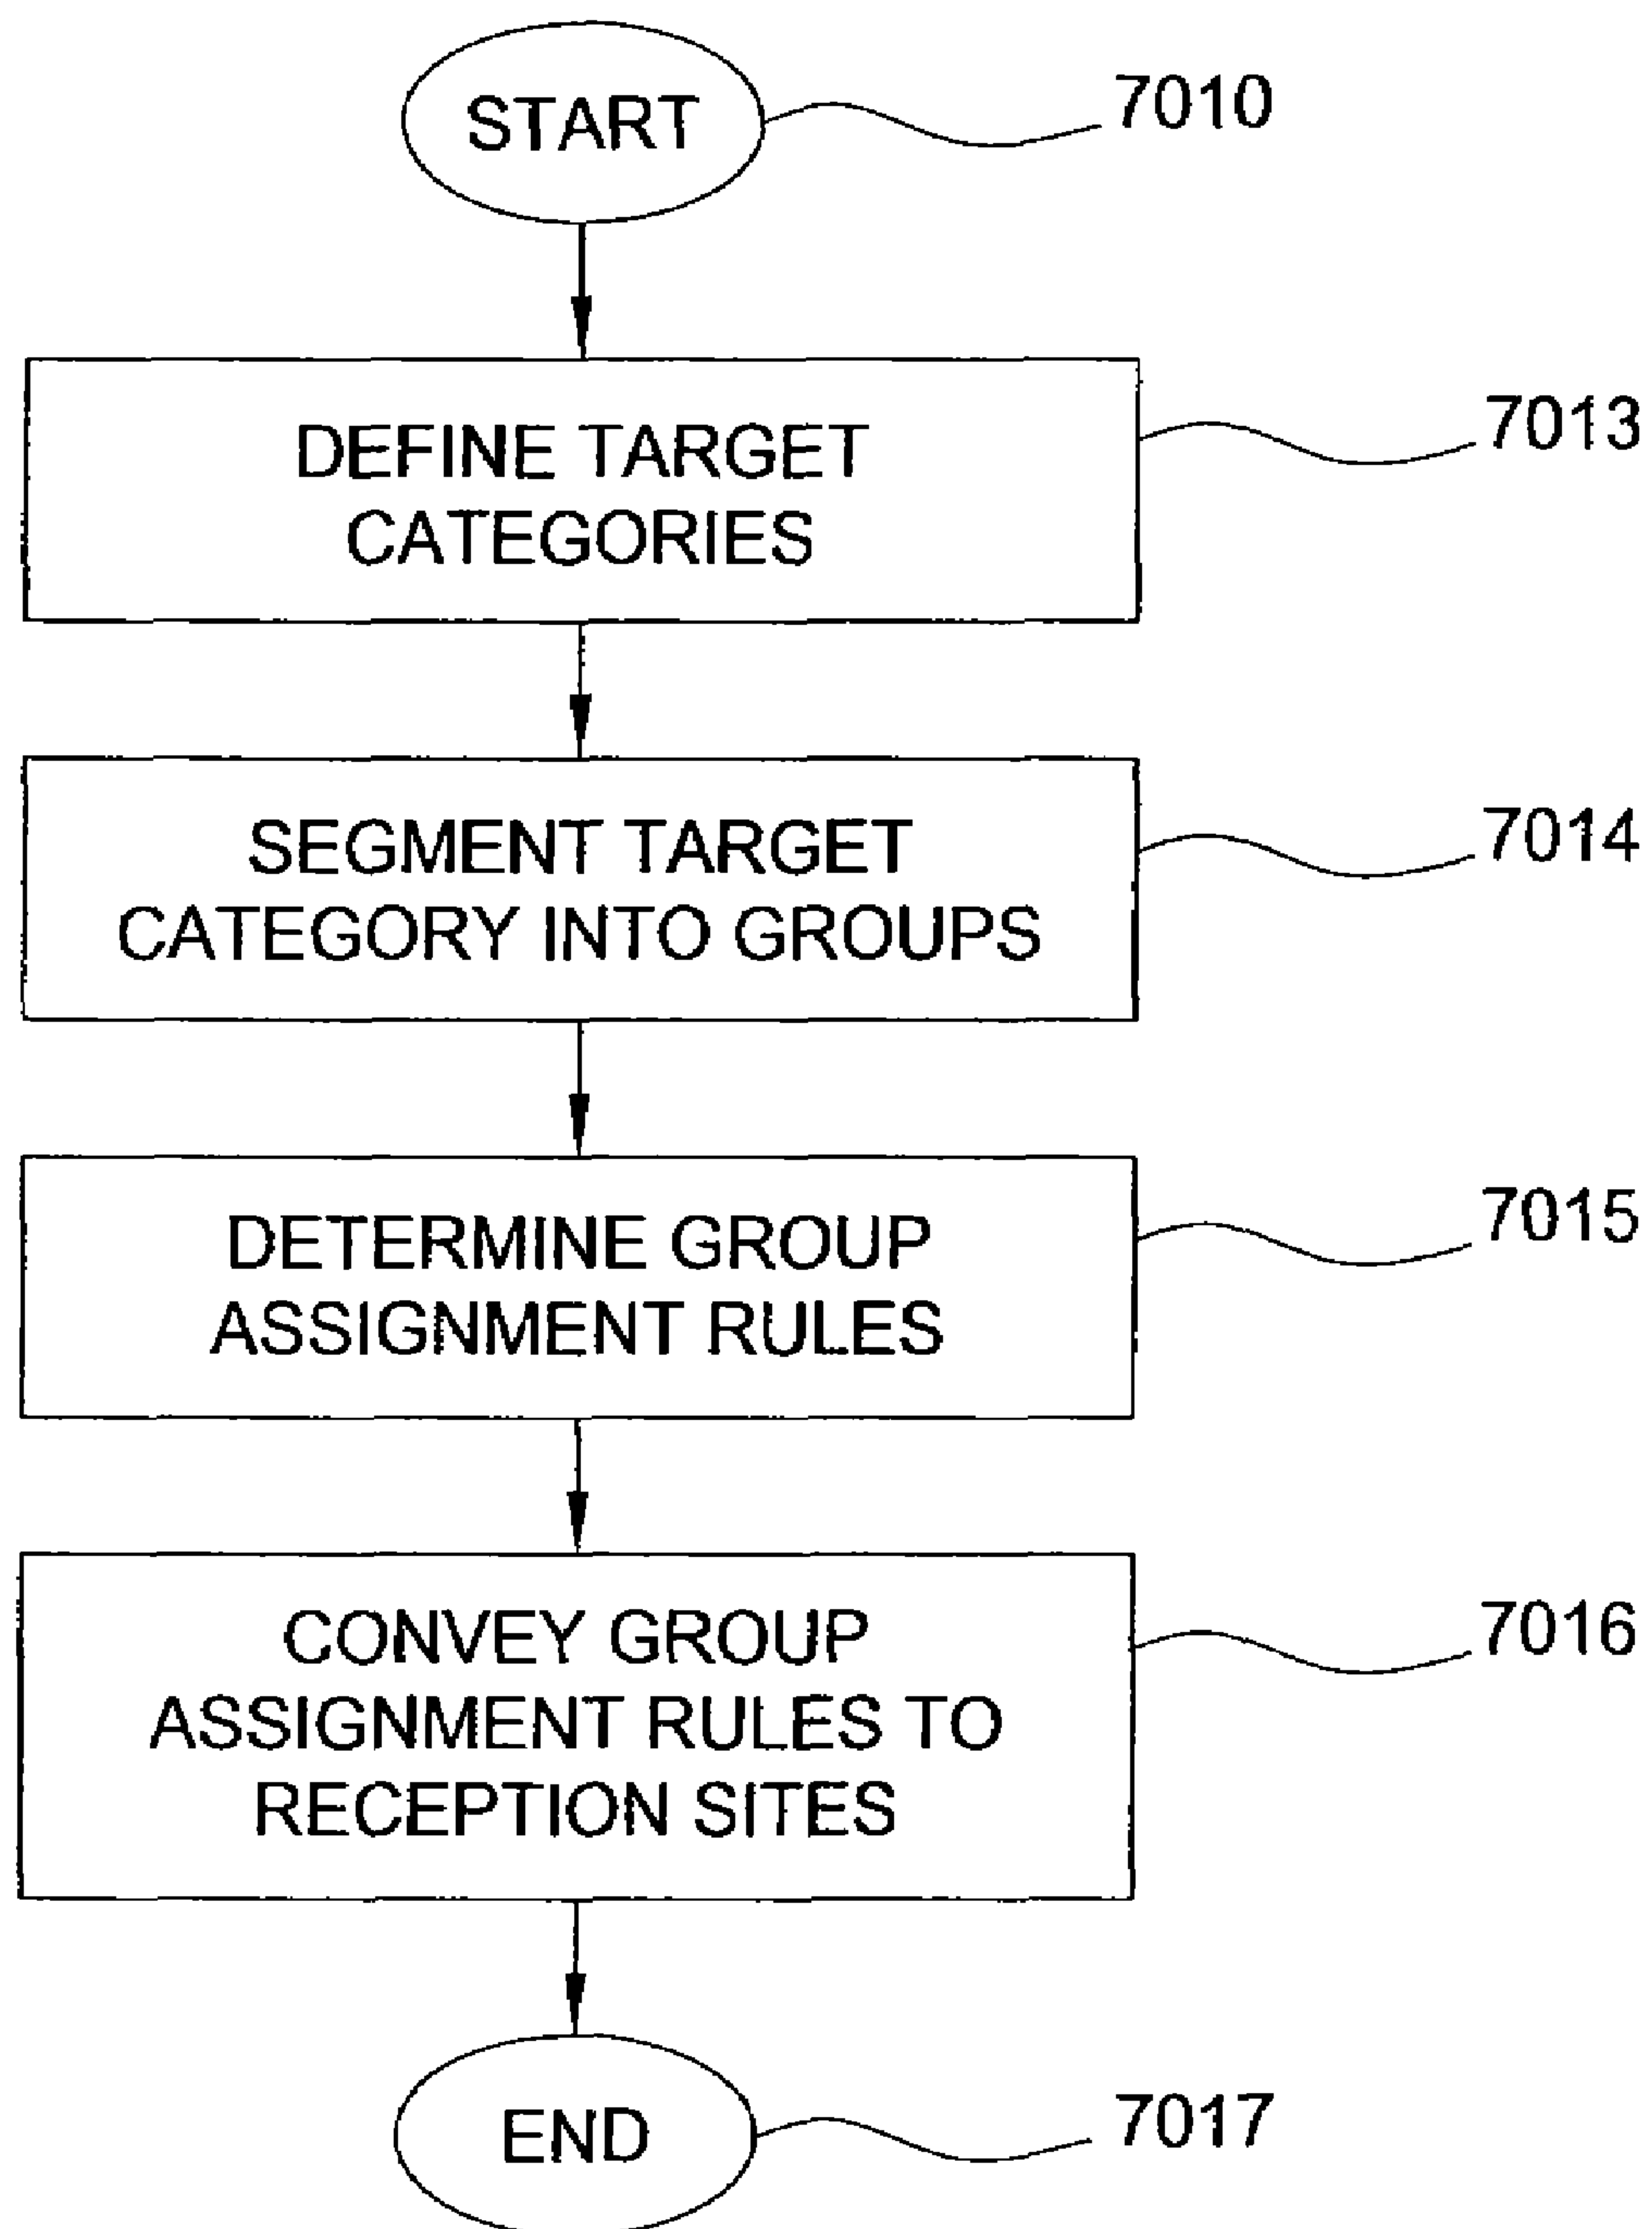 START
7010
DEFINE TARGET
CATEGORIES
7013
SEGMENT TARGET
CATEGORY INTO GROUPS
7014
DETERMINE GROUP
ASSIGNMENT RULES
7015
CONVEY GROUP
ASSIGNMENT RULES TO
RECEPTION SITES
7016
END
7017